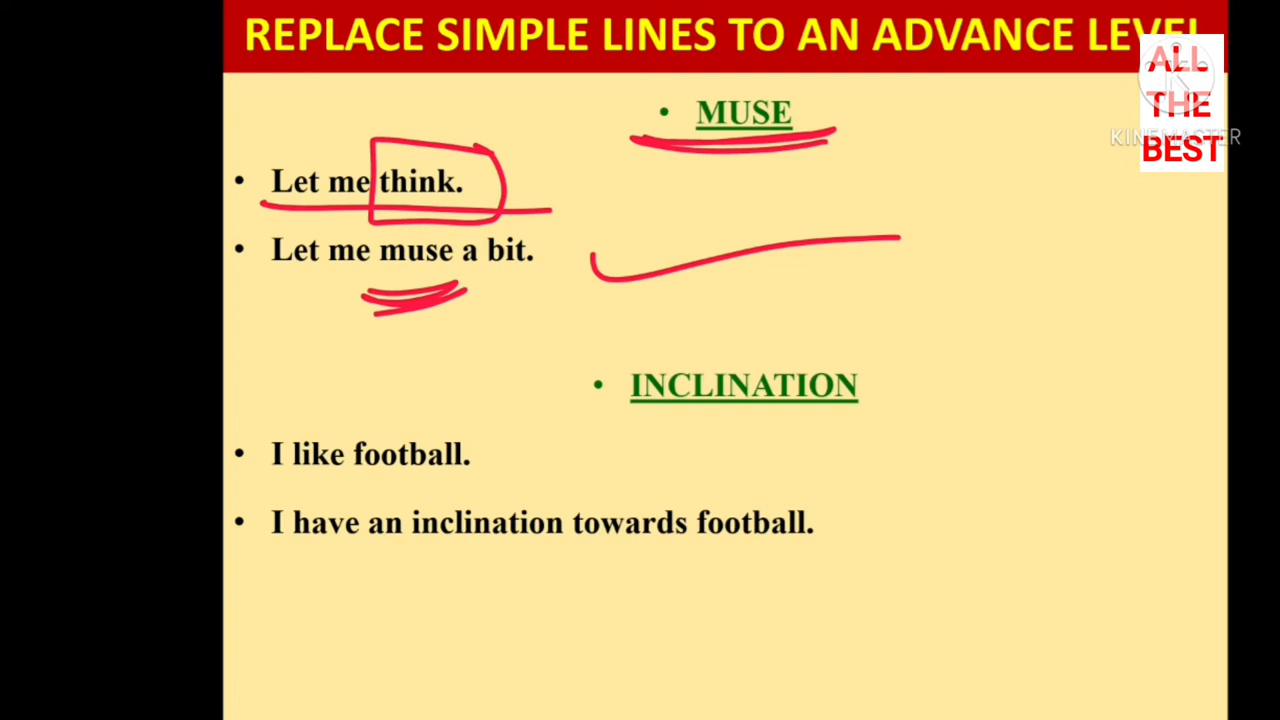 REPLACE SIMPLE LINES TO AN ADVANCE LEVEL
ALL
THE
BEST
KINEMASTER
• MUSE
• Let me think.
• Let me muse a bit.
• INCLINATION
• I like football.
• I have an inclination towards football.